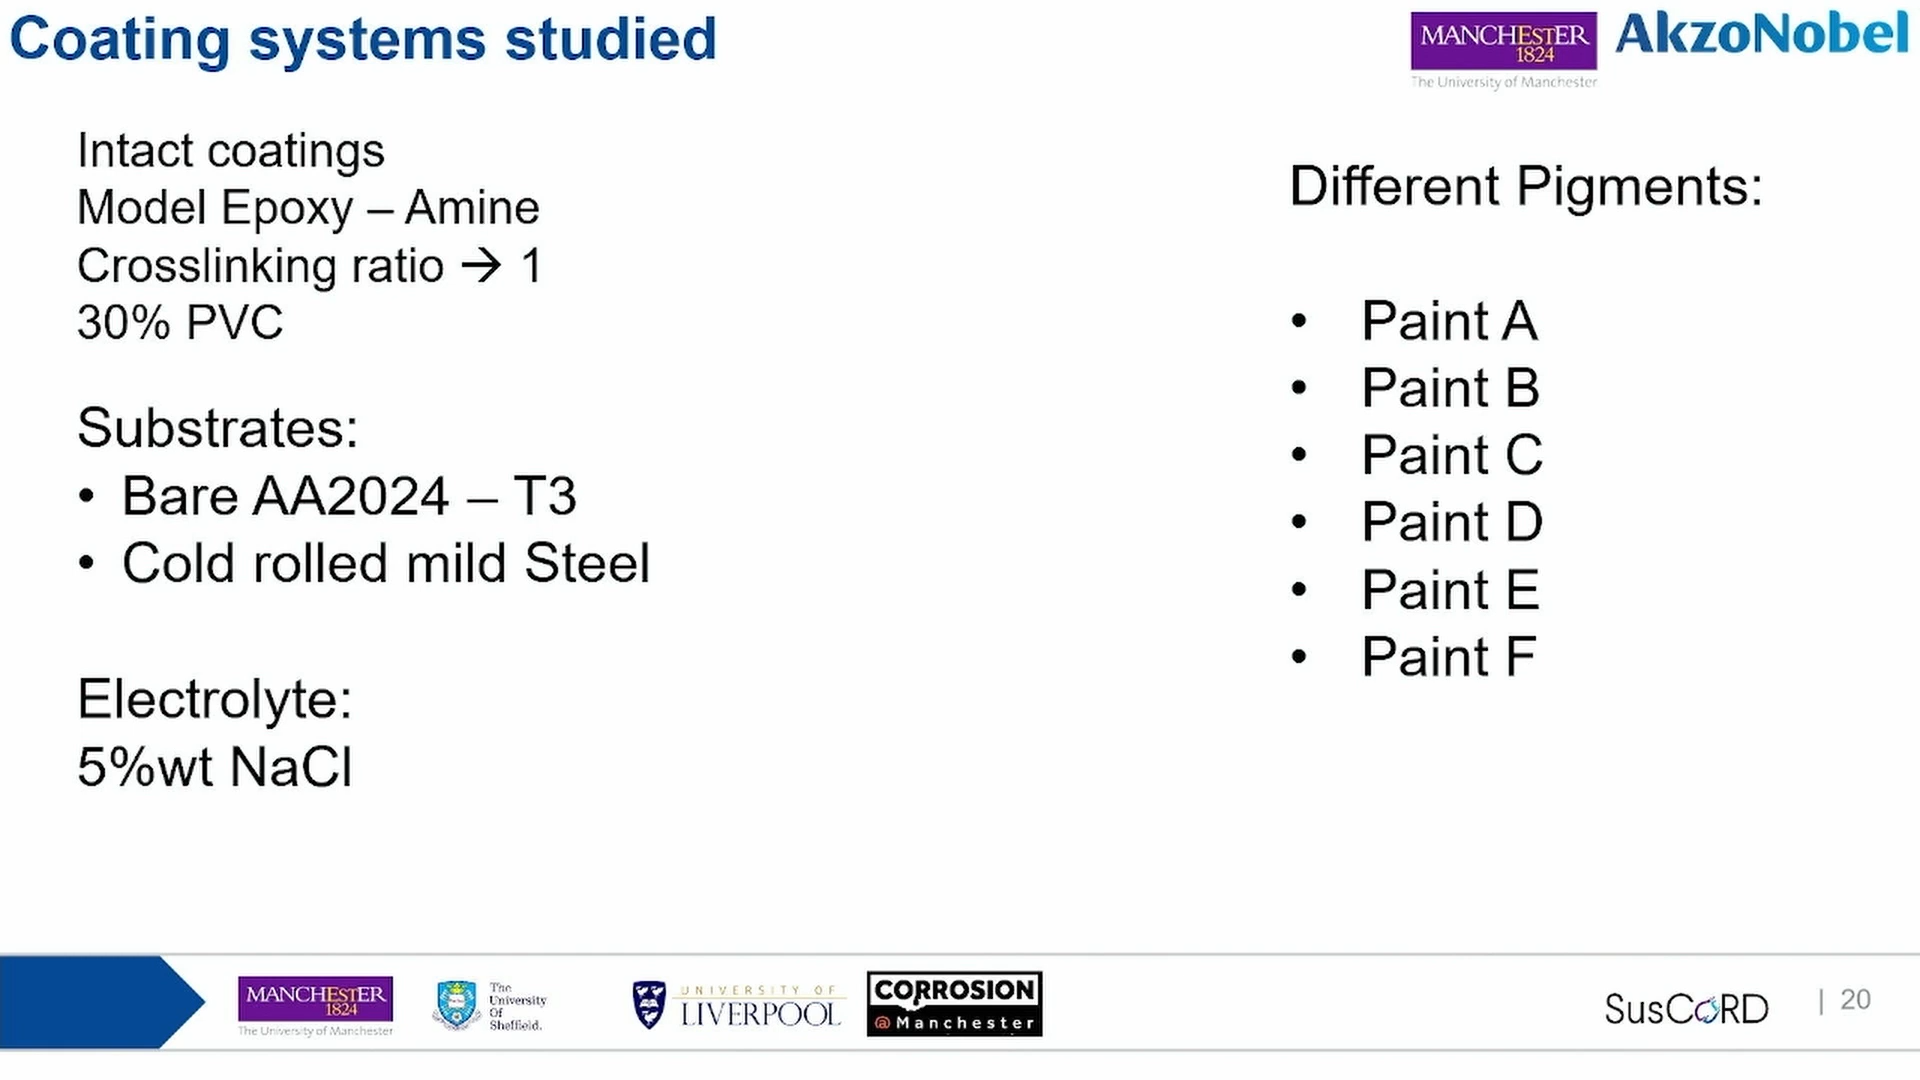 Coating systems studied
MANCHESTER
1824
The University of Manchester
AkzoNobel
Intact coatings
Model Epoxy – Amine
Crosslinking ratio → 1
30% PVC
Substrates:
• Bare AA2024 – T3
• Cold rolled mild Steel
Electrolyte:
5%wt NaCl
Different Pigments:
• Paint A
• Paint B
• Paint C
• Paint D
• Paint E
• Paint F
MANCHESTER
1824
The University of Manchester
The
University
Of
Sheffield.
UNIVERSITY OF
LIVERPOOL
CORROSION
@Manchester
SusCoRD
| 20